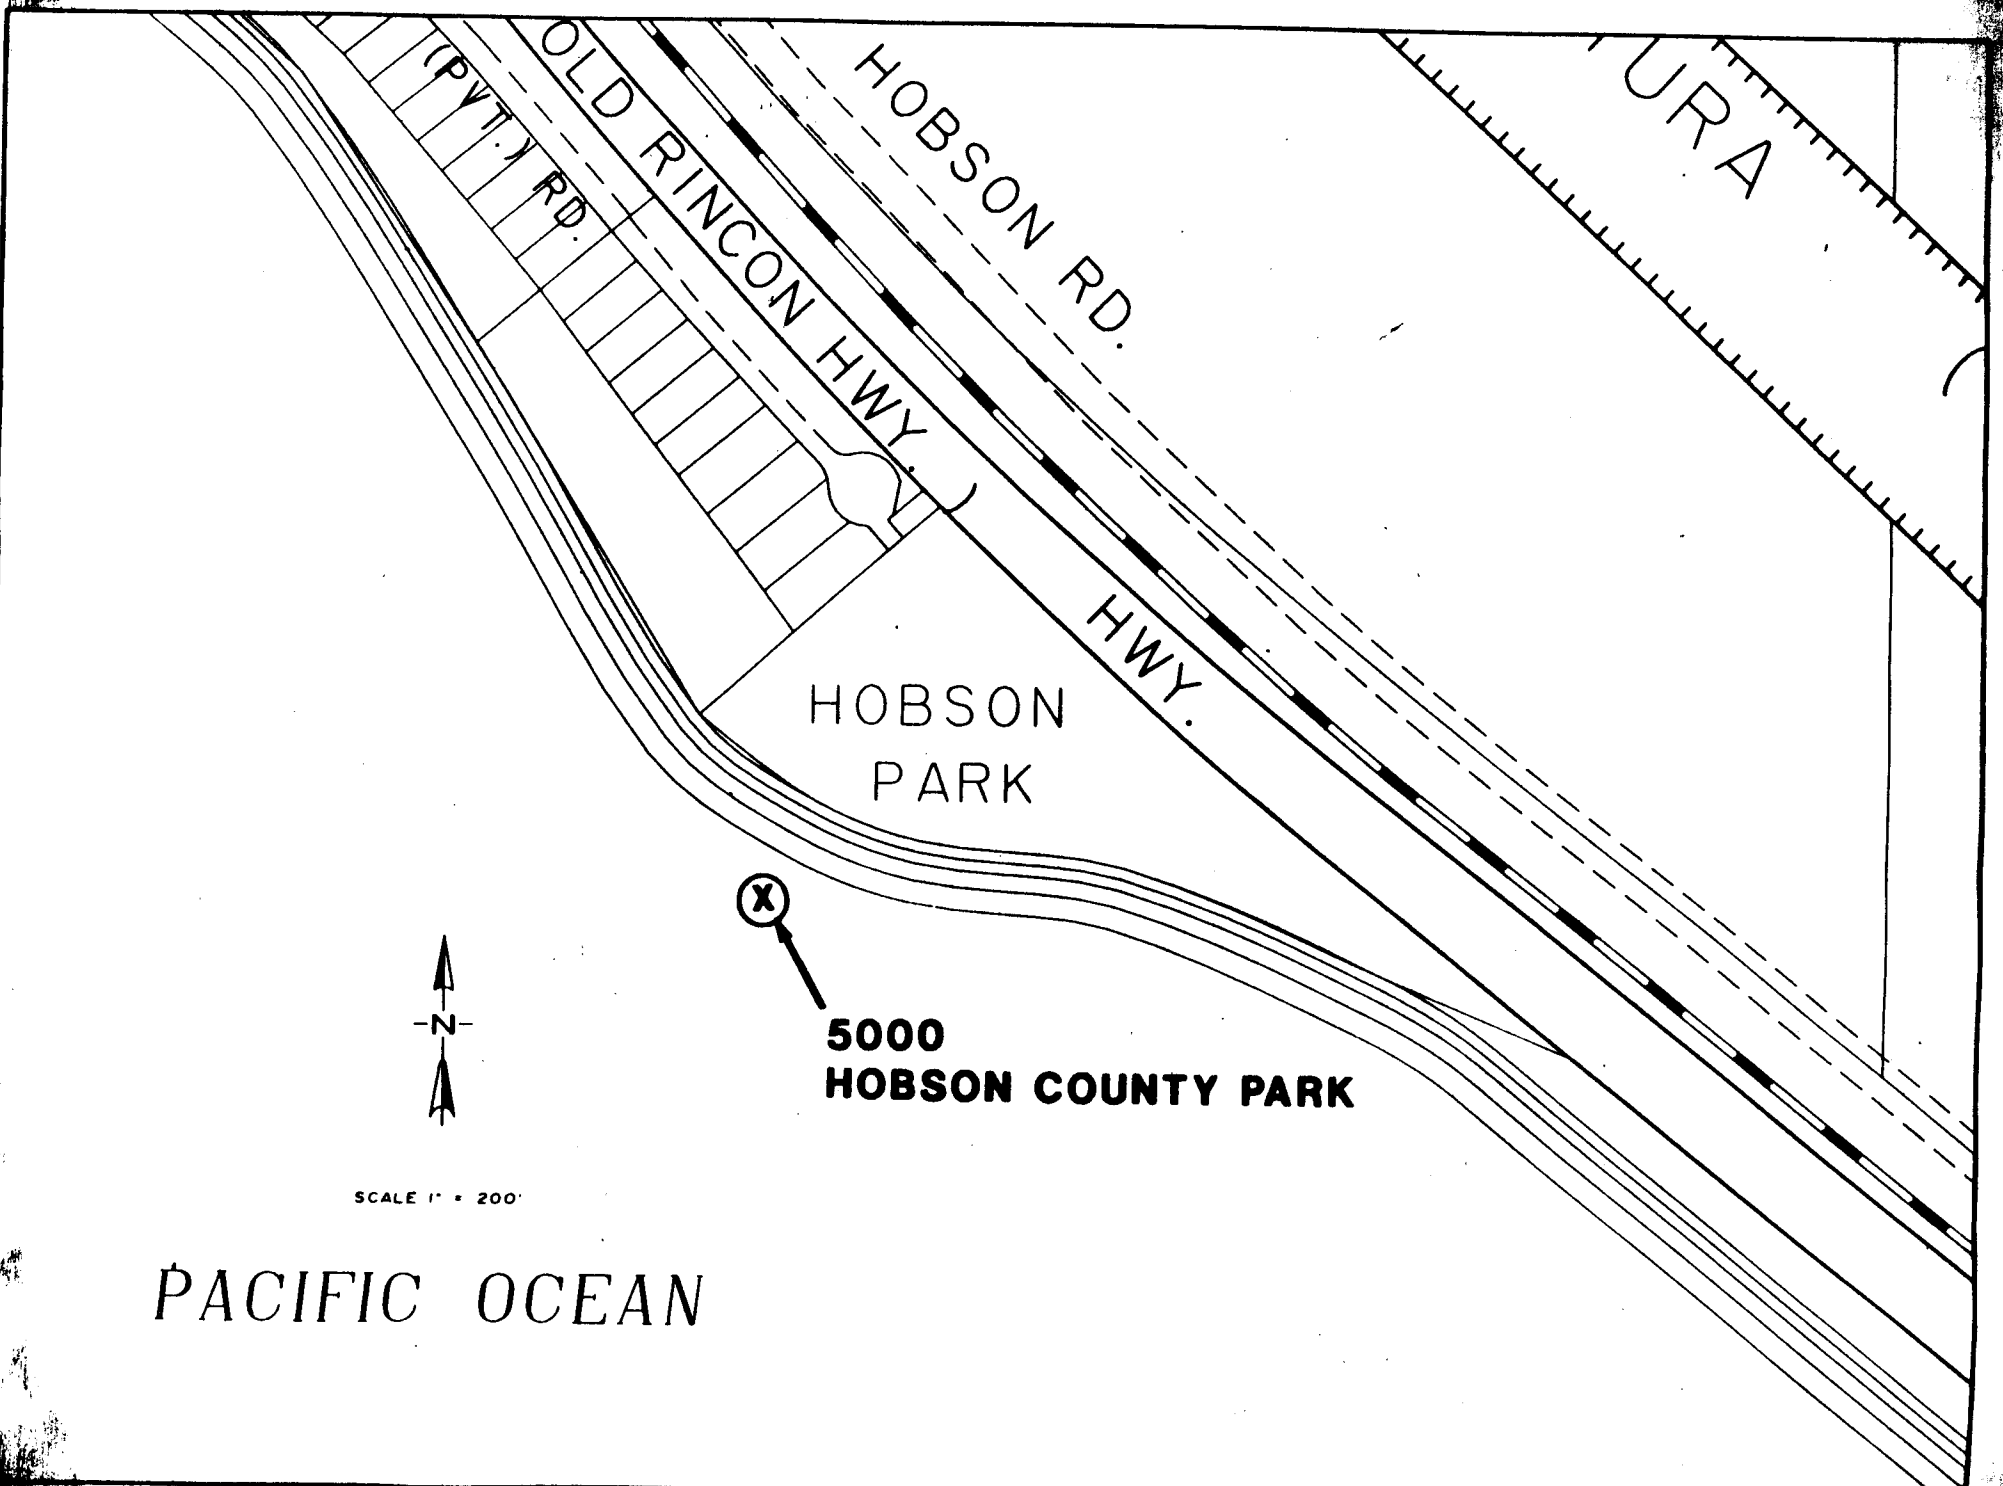 (PVT.) RD.
OLD RINCON HWY. )
HOBSON RD.
URA
(
HWY.
HOBSON
PARK
X
5000
HOBSON COUNTY PARK
-N-
SCALE 1" = 200'
PACIFIC OCEAN